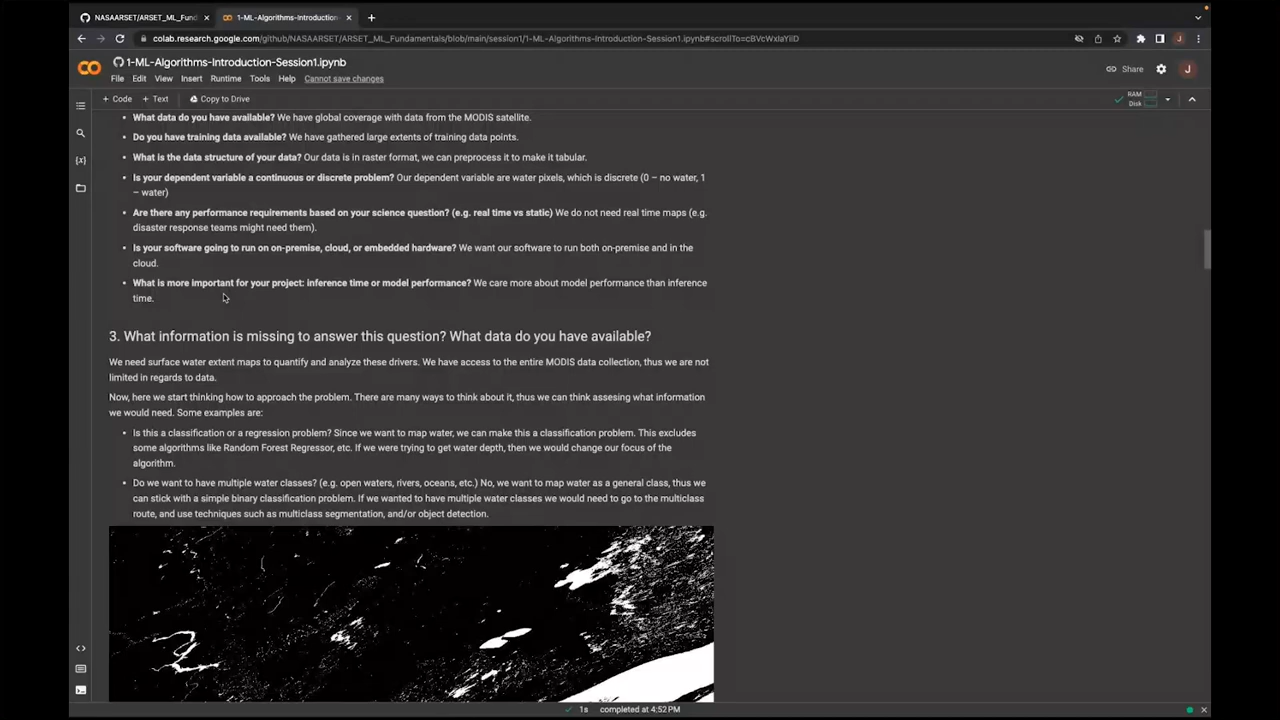 NASAARSET/ARSET_ML_Fund
1-ML-Algorithms-Introduction-
colab.research.google.com/github/NASAARSET/ARSET_ML_Fundamentals/blob/main/session1/1-ML-Algorithms-Introduction-Session1.ipynb#scrollTo=cBVcWxlaYiID
1-ML-Algorithms-Introduction-Session1.ipynb
Share
J
File Edit View Insert Runtime Tools Help Cannot save changes
+ Code + Text Copy to Drive
RAM
Disk
What data do you have available? We have global coverage with data from the MODIS satellite.
Do you have training data available? We have gathered large extents of training data points.
What is the data structure of your data? Our data is in raster format, we can preprocess it to make it tabular.
Is your dependent variable a continuous or discrete problem? Our dependent variable are water pixels, which is discrete (0 – no water, 1
– water)
Are there any performance requirements based on your science question? (e.g. real time vs static) We do not need real time maps (e.g.
disaster response teams might need them).
Is your software going to run on on-premise, cloud, or embedded hardware? We want our software to run both on-premise and in the
cloud.
What is more important for your project: inference time or model performance? We care more about model performance than inference
time.
3. What information is missing to answer this question? What data do you have available?
We need surface water extent maps to quantify and analyze these drivers. We have access to the entire MODIS data collection, thus we are not
limited in regards to data.
Now, here we start thinking how to approach the problem. There are many ways to think about it, thus we can think assesing what information
we would need. Some examples are:
Is this a classification or a regression problem? Since we want to map water, we can make this a classification problem. This excludes
some algorithms like Random Forest Regressor, etc. If we were trying to get water depth, then we would change our focus of the
algorithm.
Do we want to have multiple water classes? (e.g. open waters, rivers, oceans, etc.) No, we want to map water as a general class, thus we
can stick with a simple binary classification problem. If we wanted to have multiple water classes we would need to go to the multiclass
route, and use techniques such as multiclass segmentation, and/or object detection.
1s completed at 4:52 PM